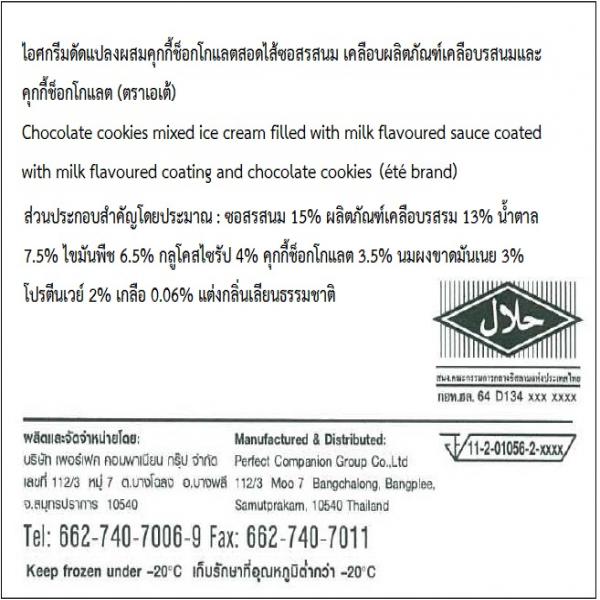 ไอศกรีมดัดแปลงผสมคุกกี้ช็อกโกแลตสอดไส้ซอสรสนม เคลือบผลิตภัณฑ์เคลือบรสนมและ
คุกกี้ช็อกโกแลต (ตราเอเต้)
Chocolate cookies mixed ice cream filled with milk flavoured sauce coated
with milk flavoured coating and chocolate cookies (été brand)
ส่วนประกอบสำคัญโดยประมาณ : ซอสรสนม 15% ผลิตภัณฑ์เคลือบรสรม 13% น้ำตาล
7.5% ไขมันพืช 6.5% กลูโคสไซรัป 4% คุกกี้ช็อกโกแลต 3.5% นมผงขาดมันเนย 3%
โปรตีนเวย์ 2% เกลือ 0.06% แต่งกลิ่นเลียนธรรมชาติ
حلال
สนง.คณะกรรมการกลางอิสลามแห่งประเทศไทย
กอท.ฮล. 64 D134 xxx xxxx
ผลิตและจัดจำหน่ายโดย:
บริษัท เพอร์เฟค คอมพาเนียน กรุ๊ป จำกัด
เลขที่ 112/3 หมู่ 7 ต.บางโฉลง อ.บางพลี
จ.สมุทรปราการ 10540
Manufactured & Distributed:
Perfect Companion Group Co.,Ltd
112/3 Moo 7 Bangchalong, Bangplee,
Samutprakarn, 10540 Thailand
11-2-01056-2-xxxx
Tel: 662-740-7006-9 Fax: 662-740-7011
Keep frozen under -20°C เก็บรักษาที่อุณหภูมิต่ำกว่า -20°C